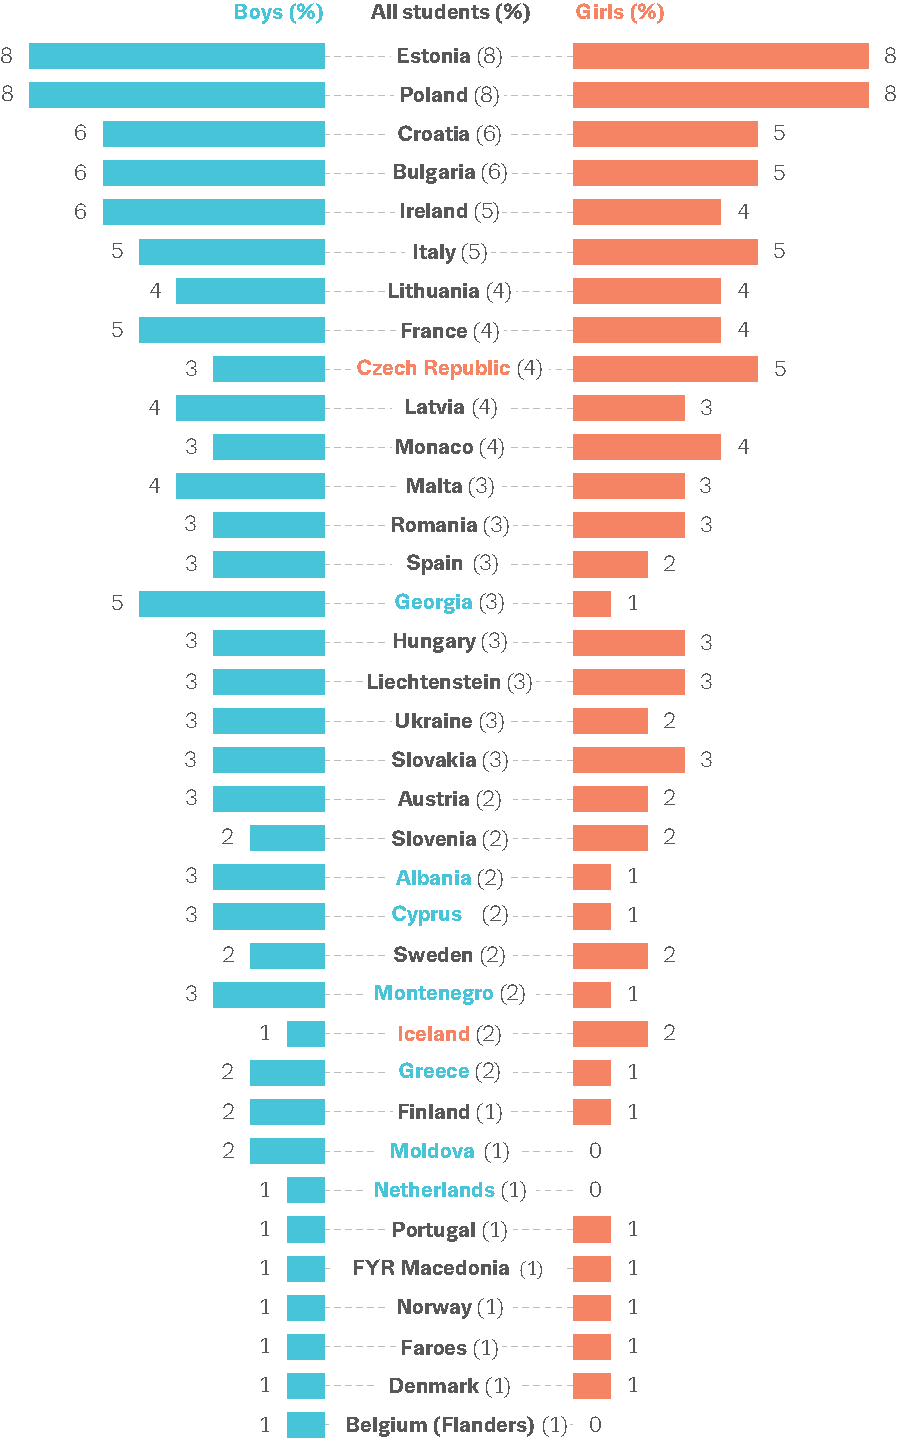 Boys (%) All students (%) Girls (%)
8 Estonia (8) 8
8 Poland (8) 8
6 Croatia (6) 5
6 Bulgaria (6) 5
6 Ireland (5) 4
5 Italy (5) 5
4 Lithuania (4) 4
5 France (4) 4
3 Czech Republic (4) 5
4 Latvia (4) 3
3 Monaco (4) 4
4 Malta (3) 3
3 Romania (3) 3
3 Spain (3) 2
5 Georgia (3) 1
3 Hungary (3) 3
3 Liechtenstein (3) 3
3 Ukraine (3) 2
3 Slovakia (3) 3
3 Austria (2) 2
2 Slovenia (2) 2
3 Albania (2) 1
3 Cyprus (2) 1
2 Sweden (2) 2
3 Montenegro (2) 1
1 Iceland (2) 2
2 Greece (2) 1
2 Finland (1) 1
2 Moldova (1) 0
1 Netherlands (1) 0
1 Portugal (1) 1
1 FYR Macedonia (1) 1
1 Norway (1) 1
1 Faroes (1) 1
1 Denmark (1) 1
1 Belgium (Flanders) (1) 0